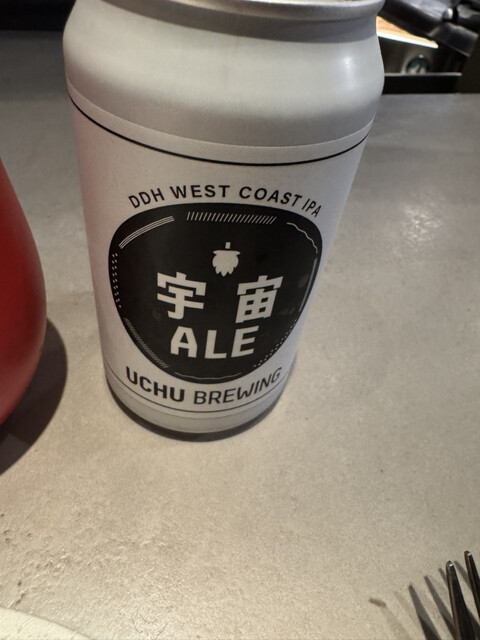 DDH WEST COAST IPA
宇宙
ALE
UCHU BREWING